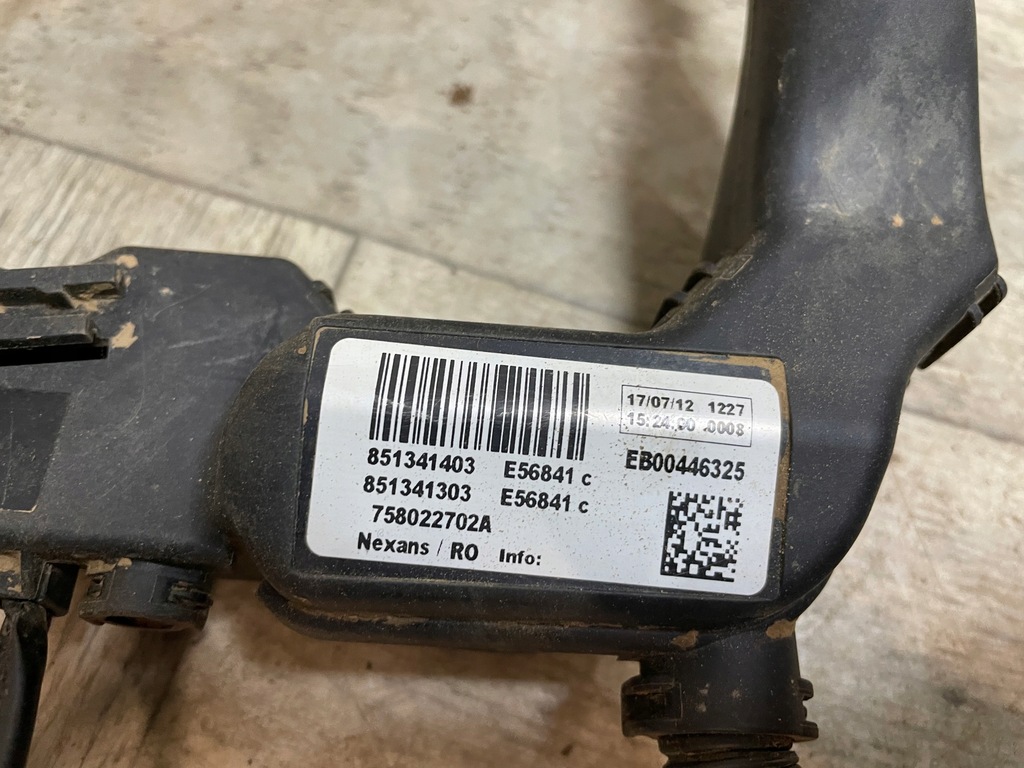 17/07/12 1227
15:24:00 .0008
851341403 E56841 c
EB00446325
851341303 E56841 c
758022702A
Nexans / RO Info: